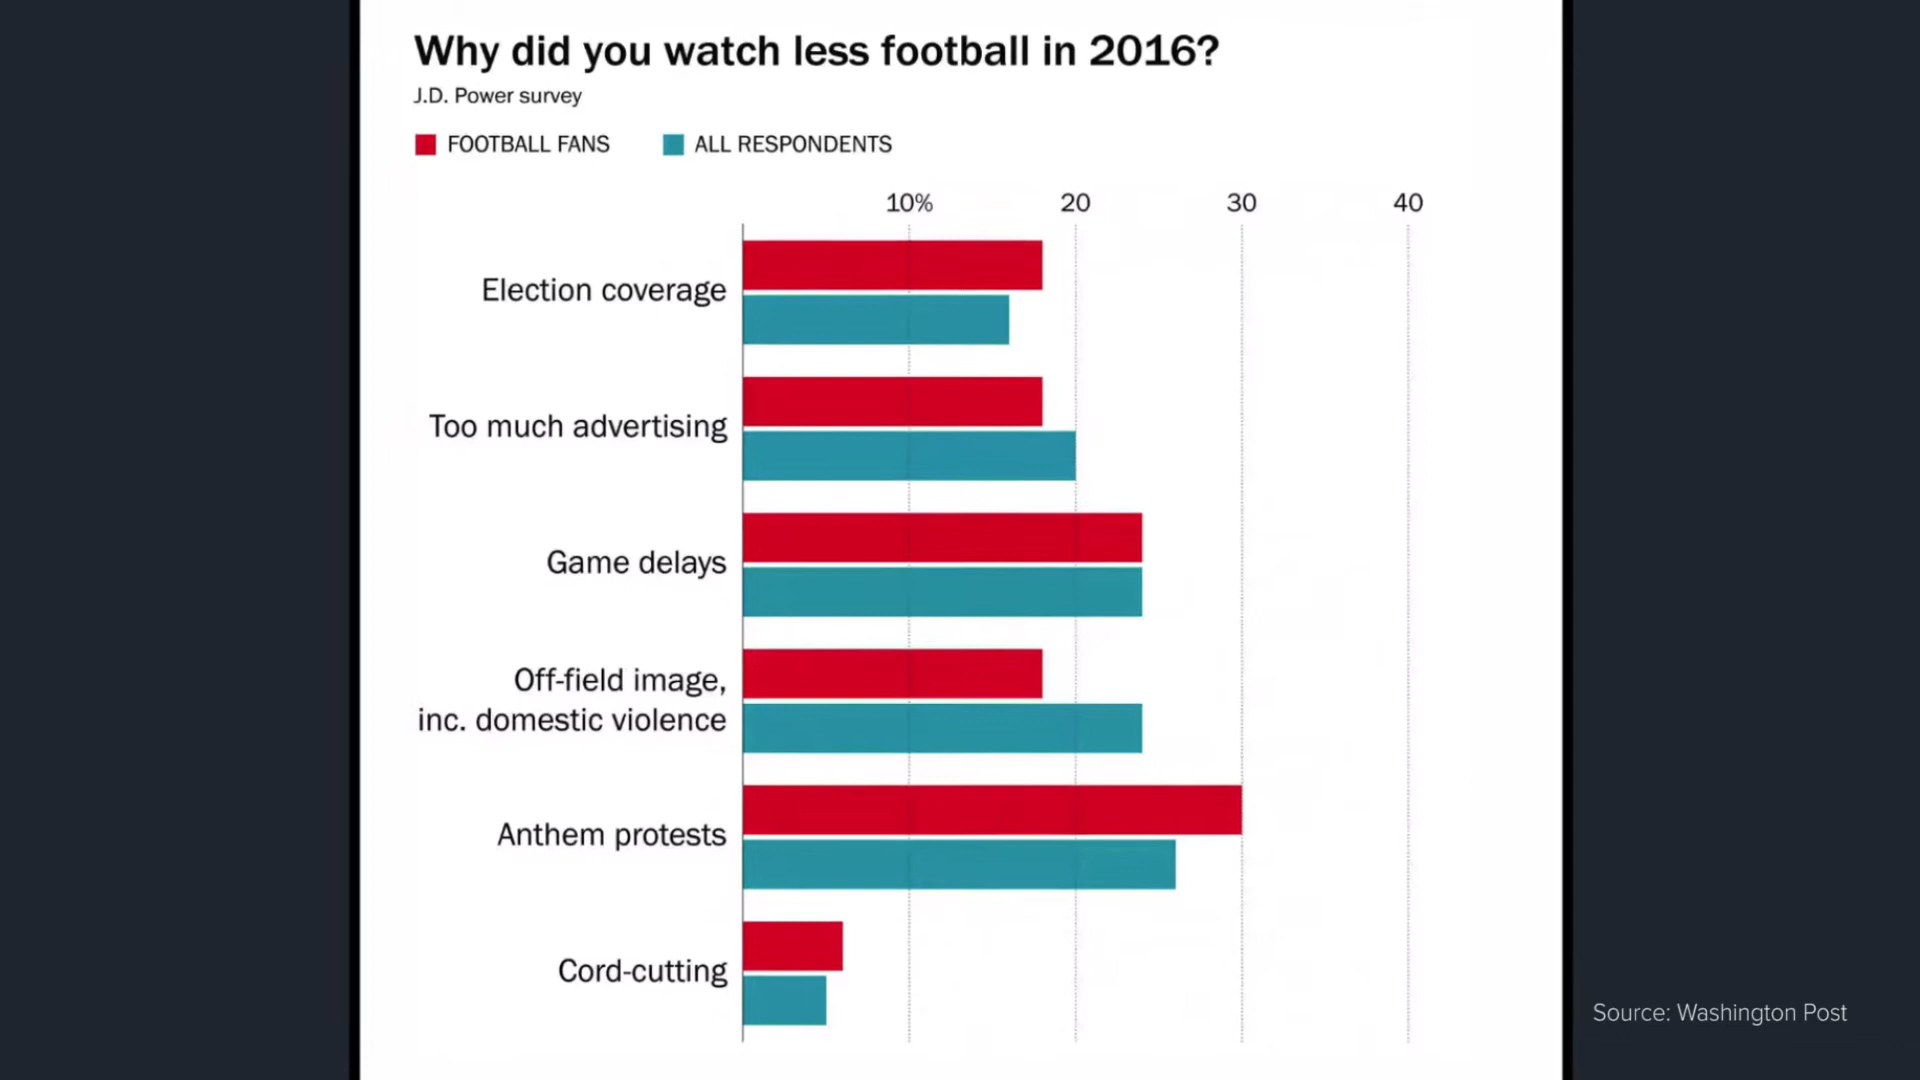 Why did you watch less football in 2016?
J.D. Power survey
FOOTBALL FANS ALL RESPONDENTS
10% 20 30 40
Election coverage
Too much advertising
Game delays
Off-field image,
inc. domestic violence
Anthem protests
Cord-cutting
Source: Washington Post